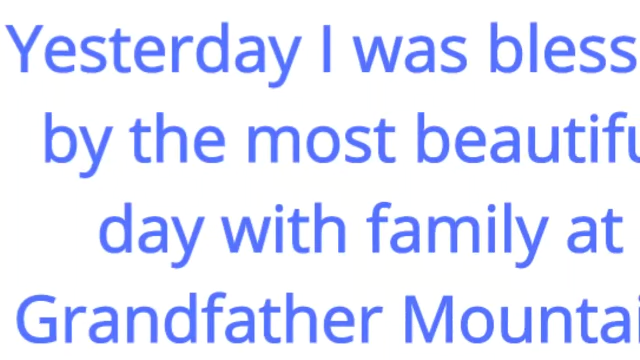 Yesterday I was bless
by the most beautifu
day with family at
Grandfather Mountai